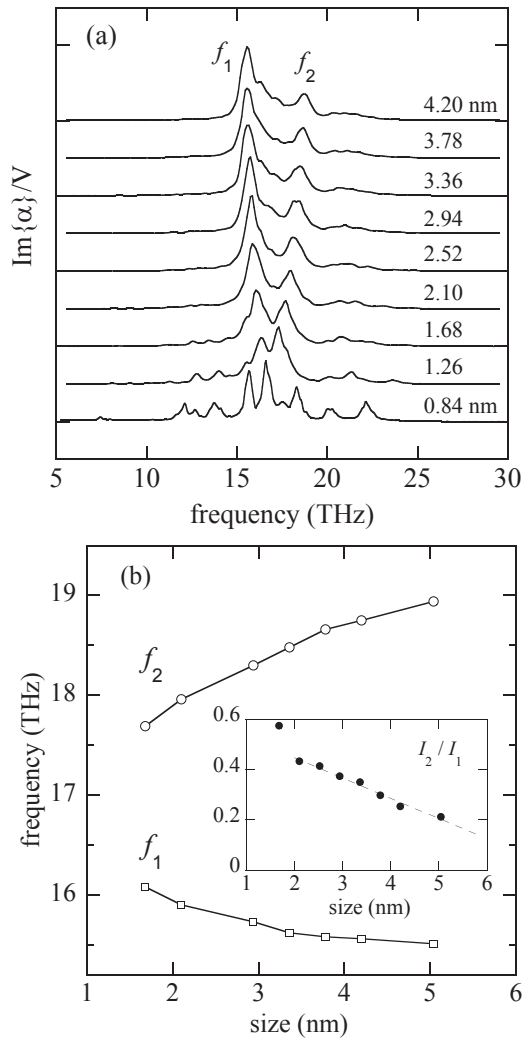 (a)
f1
f2
4.20 nm
3.78
3.36
2.94
2.52
2.10
1.68
1.26
0.84 nm
Im{α}/V
5 10 15 20 25 30
frequency (THz)
(b)
19
18
17
16
frequency (THz)
f2
f1
0.6
0.4
0.2
0
I2 / I1
1 2 3 4 5 6
size (nm)
1 2 3 4 5 6
size (nm)